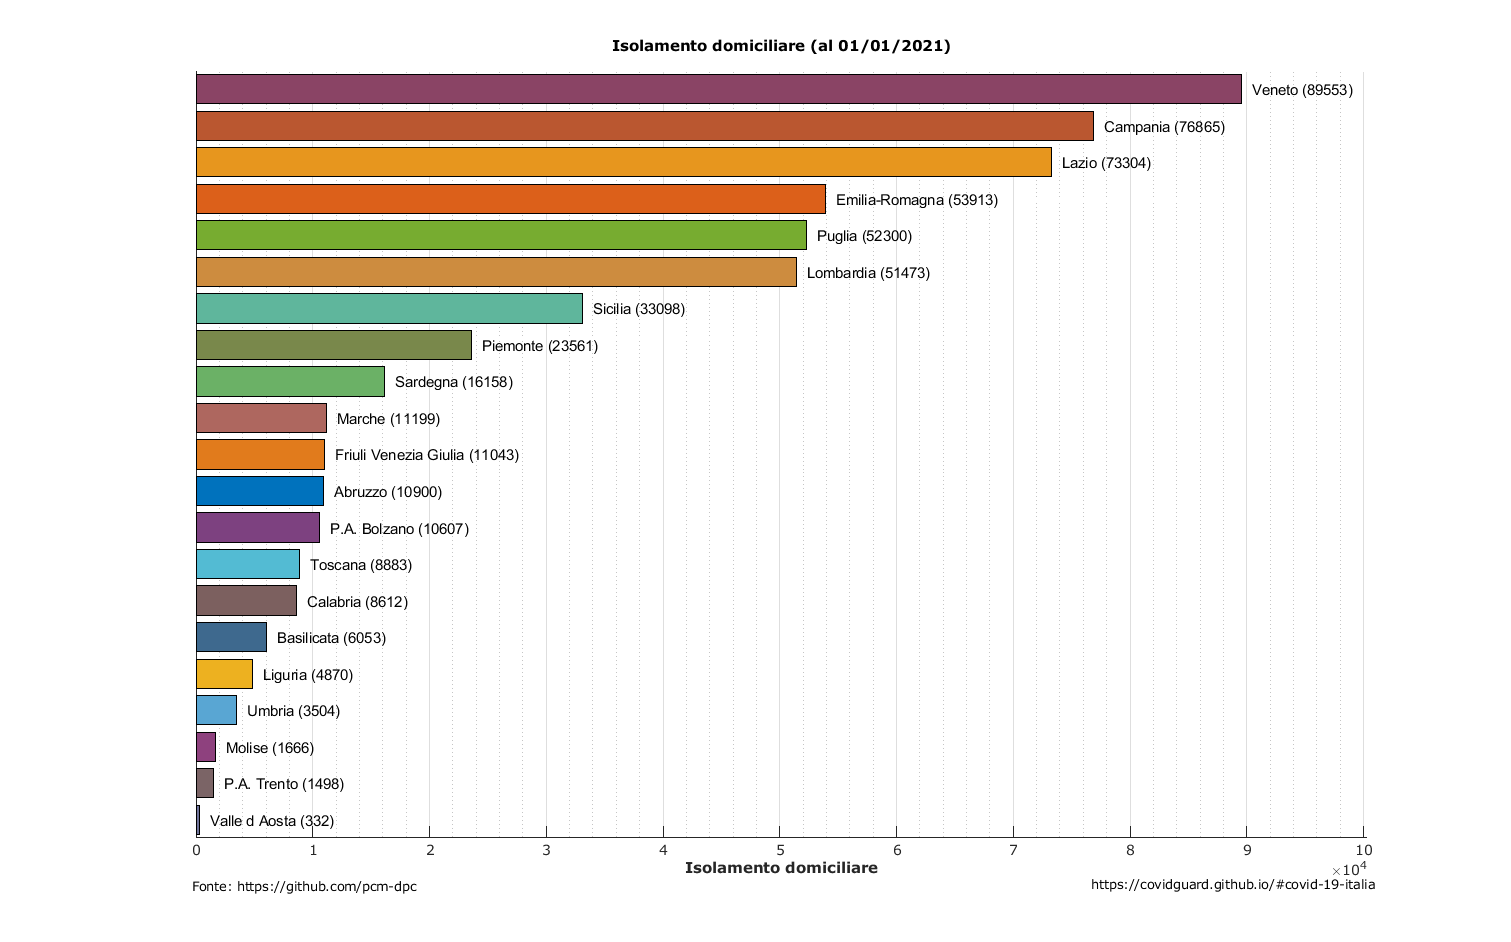 Isolamento domiciliare (al 01/01/2021)
Veneto (89553)
Campania (76865)
Lazio (73304)
Emilia-Romagna (53913)
Puglia (52300)
Lombardia (51473)
Sicilia (33098)
Piemonte (23561)
Sardegna (16158)
Marche (11199)
Friuli Venezia Giulia (11043)
Abruzzo (10900)
P.A. Bolzano (10607)
Toscana (8883)
Calabria (8612)
Basilicata (6053)
Liguria (4870)
Umbria (3504)
Molise (1666)
P.A. Trento (1498)
Valle d Aosta (332)
0 1 2 3 4 5 6 7 8 9 10
×10⁴
Isolamento domiciliare
Fonte: https://github.com/pcm-dpc
https://covidguard.github.io/#covid-19-italia